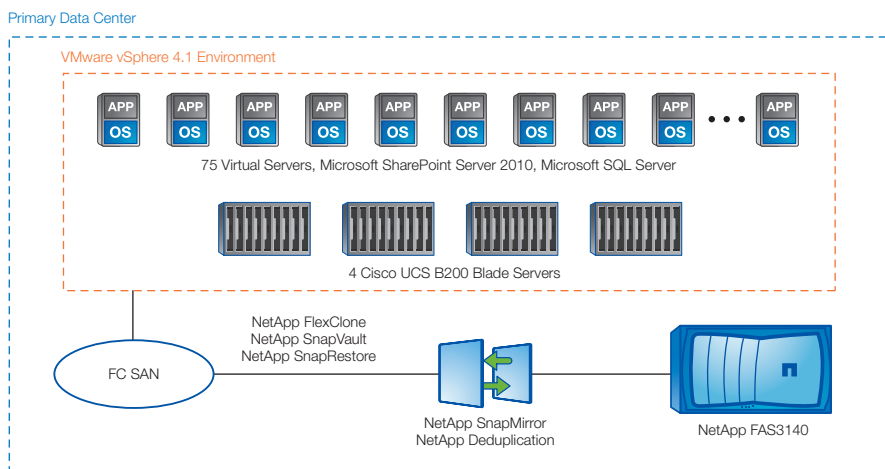 Primary Data Center
VMware vSphere 4.1 Environment
APP APP APP APP APP APP APP APP APP APP
OS OS OS OS OS OS OS OS OS OS
75 Virtual Servers, Microsoft SharePoint Server 2010, Microsoft SQL Server
4 Cisco UCS B200 Blade Servers
NetApp FlexClone
NetApp SnapVault
NetApp SnapRestore
FC SAN
NetApp SnapMirror
NetApp Deduplication
NetApp FAS3140